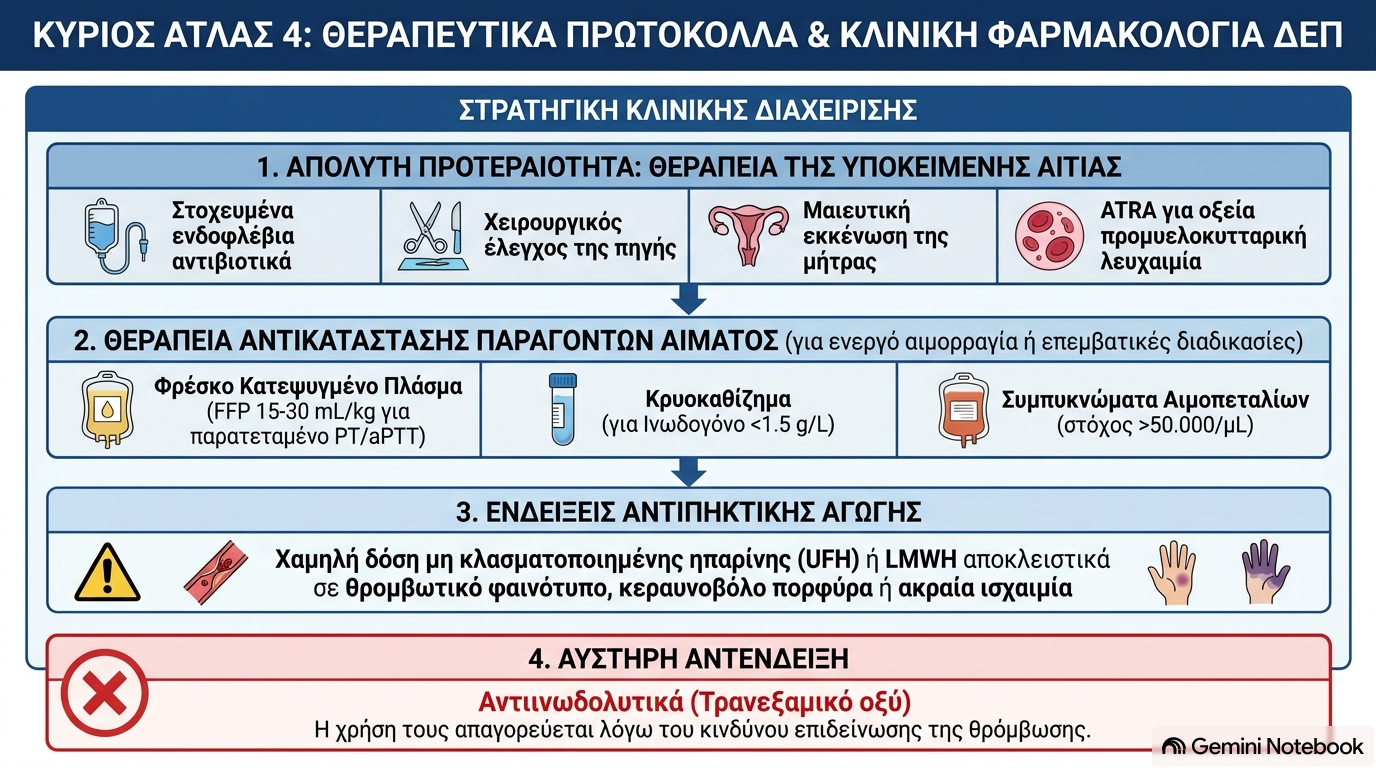 ΚΥΡΙΟΣ ΑΤΛΑΣ 4: ΘΕΡΑΠΕΥΤΙΚΑ ΠΡΩΤΟΚΟΛΛΑ & ΚΛΙΝΙΚΗ ΦΑΡΜΑΚΟΛΟΓΙΑ ΔΕΠ
ΣΤΡΑΤΗΓΙΚΗ ΚΛΙΝΙΚΗΣ ΔΙΑΧΕΙΡΙΣΗΣ
1. ΑΠΟΛΥΤΗ ΠΡΟΤΕΡΑΙΟΤΗΤΑ: ΘΕΡΑΠΕΙΑ ΤΗΣ ΥΠΟΚΕΙΜΕΝΗΣ ΑΙΤΙΑΣ
Στοχευμένα
ενδοφλέβια
αντιβιοτικά
Χειρουργικός
έλεγχος της πηγής
Μαιευτική
εκκένωση της
μήτρας
ATRA για οξεία
προμυελοκυτταρική
λευχαιμία
2. ΘΕΡΑΠΕΙΑ ΑΝΤΙΚΑΤΑΣΤΑΣΗΣ ΠΑΡΑΓΟΝΤΩΝ ΑΙΜΑΤΟΣ (για ενεργό αιμορραγία ή επεμβατικές διαδικασίες)
Φρέσκο Κατεψυγμένο Πλάσμα
(FFP 15-30 mL/kg για
παρατεταμένο PT/aPTT)
Κρυοκαθίζημα
(για Ινωδογόνο <1.5 g/L)
Συμπυκνώματα Αιμοπεταλίων
(στόχος >50.000/μL)
3. ΕΝΔΕΙΞΕΙΣ ΑΝΤΙΠΗΚΤΙΚΗΣ ΑΓΩΓΗΣ
Χαμηλή δόση μη κλασματοποιημένης ηπαρίνης (UFH) ή LMWH αποκλειστικά
σε θρομβωτικό φαινότυπο, κεραυνοβόλο πορφύρα ή ακραία ισχαιμία
4. ΑΥΣΤΗΡΗ ΑΝΤΕΝΔΕΙΞΗ
Αντιινωδολυτικά (Τρανεξαμικό οξύ)
Η χρήση τους απαγορεύεται λόγω του κινδύνου επιδείνωσης της θρόμβωσης.
Gemini Notebook